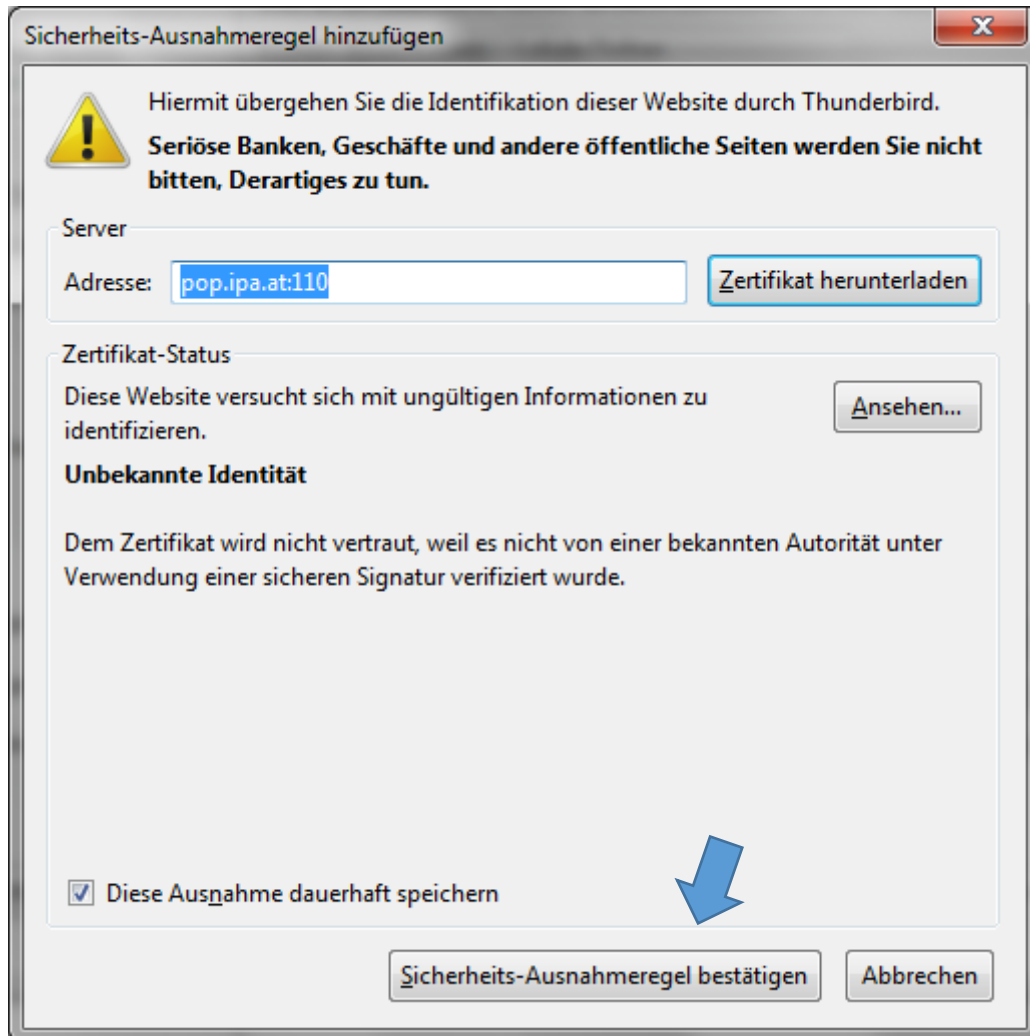 Sicherheits-Ausnahmeregel hinzufügen
Hiermit übergehen Sie die Identifikation dieser Website durch Thunderbird.
Seriöse Banken, Geschäfte und andere öffentliche Seiten werden Sie nicht
bitten, Derartiges zu tun.
Server
Adresse: pop.ipa.at:110 Zertifikat herunterladen
Zertifikat-Status
Diese Website versucht sich mit ungültigen Informationen zu
identifizieren.
Ansehen...
Unbekannte Identität
Dem Zertifikat wird nicht vertraut, weil es nicht von einer bekannten Autorität unter
Verwendung einer sicheren Signatur verifiziert wurde.
Diese Ausnahme dauerhaft speichern
Sicherheits-Ausnahmeregel bestätigen Abbrechen